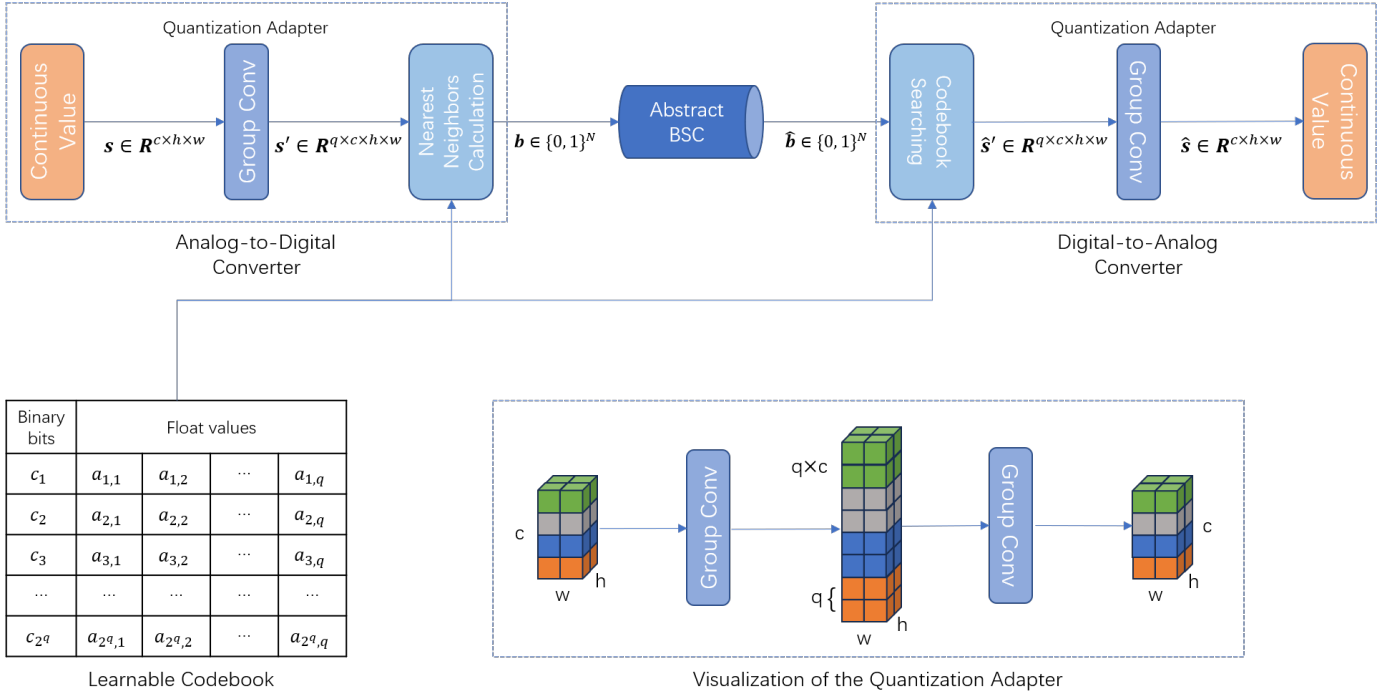 Quantization Adapter
Continuous
Value
𝒔 ∈ 𝑹^{c×h×w}
Group Conv
𝒔′ ∈ 𝑹^{q×c×h×w}
Nearest
Neighbors
Calculation
𝒃 ∈ {0, 1}^N
Abstract
BSC
𝒃̂ ∈ {0, 1}^N
Quantization Adapter
Codebook
Searching
𝒔̂′ ∈ 𝑹^{q×c×h×w}
Group Conv
𝒔̂ ∈ 𝑹^{c×h×w}
Continuous
Value
Analog-to-Digital
Converter
Digital-to-Analog
Converter
Binary
bits
Float values
c_1 a_{1,1} a_{1,2} ... a_{1,q}
c_2 a_{2,1} a_{2,2} ... a_{2,q}
c_3 a_{3,1} a_{3,2} ... a_{3,q}
... ... ... ... ...
c_{2^q} a_{2^q,1} a_{2^q,2} ... a_{2^q,q}
Learnable Codebook
c
w
h
Group Conv
q×c
q {
w
h
Group Conv
c
w
h
Visualization of the Quantization Adapter